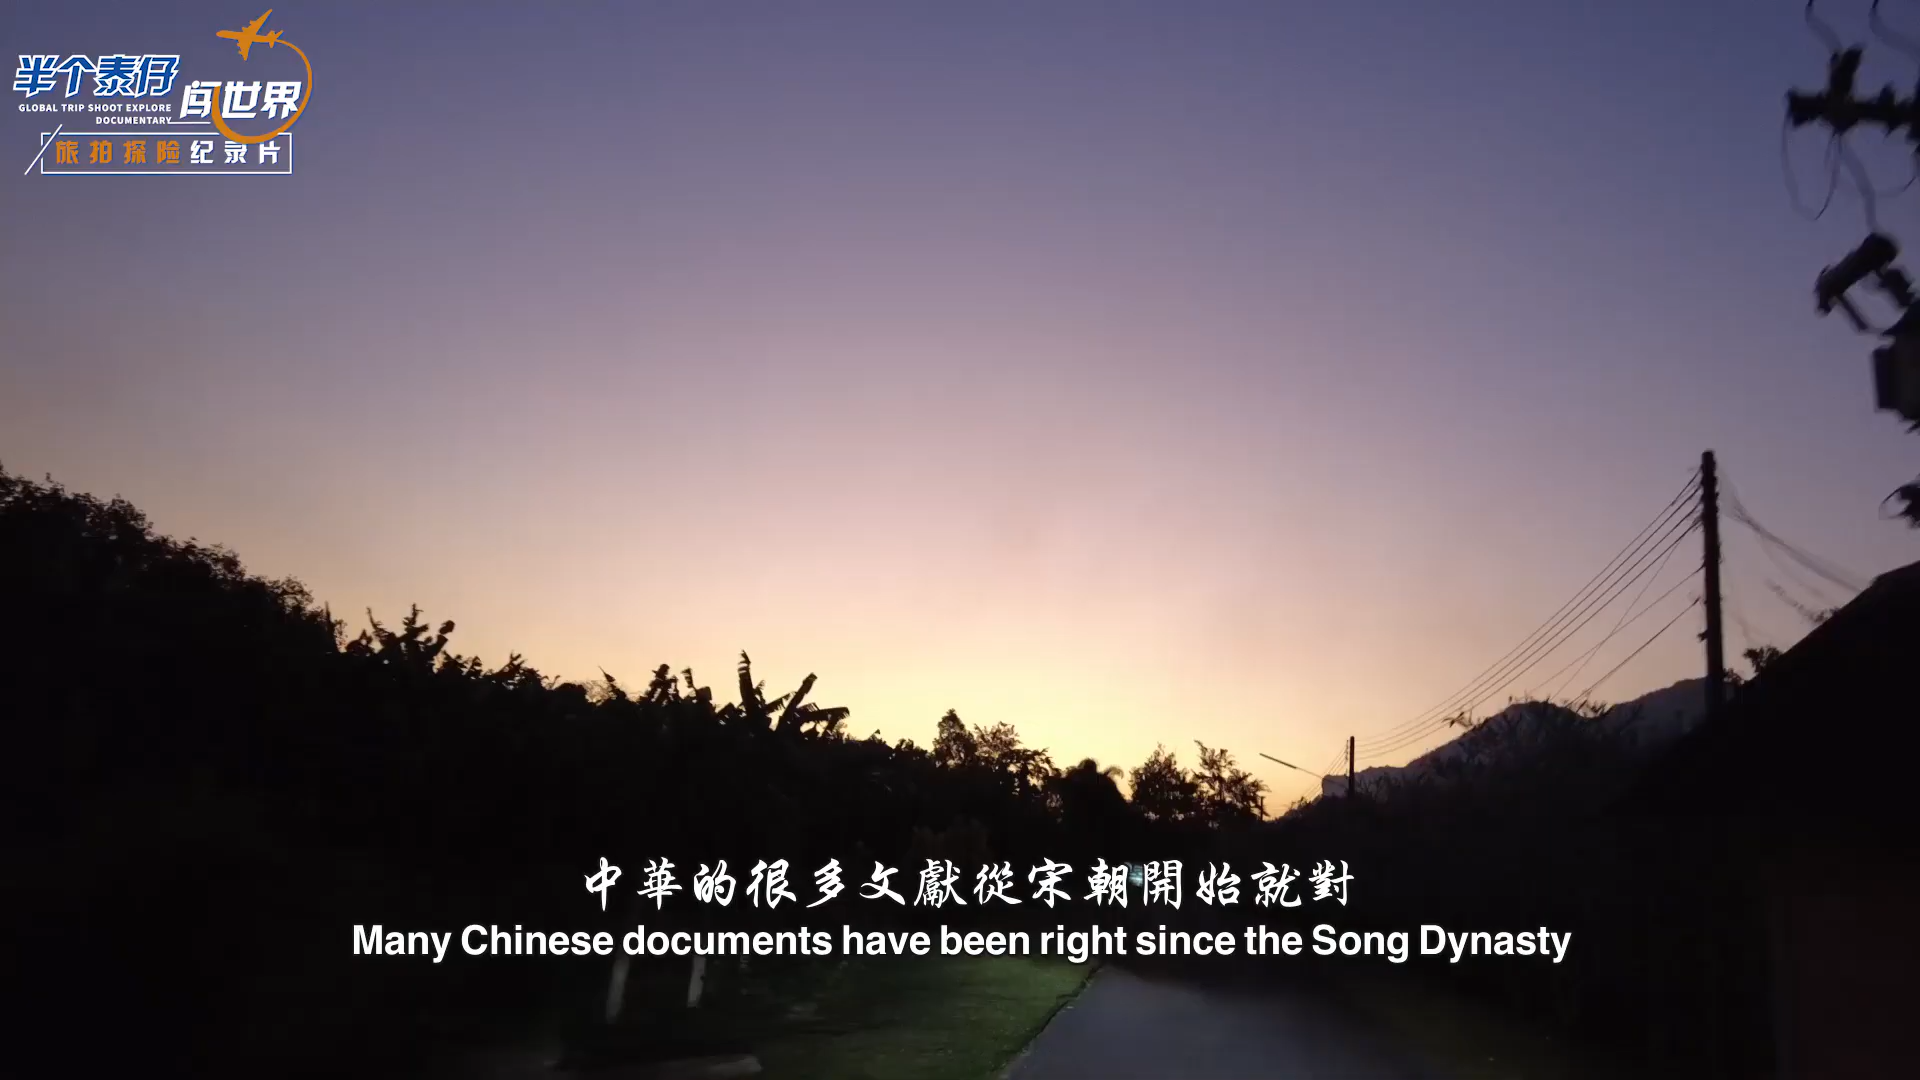 半个泰仔
闯世界
GLOBAL TRIP SHOOT EXPLORE
DOCUMENTARY
旅拍探险纪录片
中華的很多文獻從宋朝開始就對
Many Chinese documents have been right since the Song Dynasty